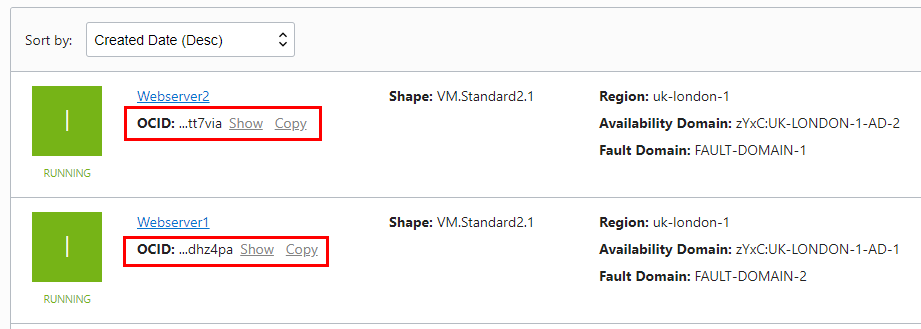 Sort by: Created Date (Desc)
I
Webserver2
OCID: ...tt7via Show Copy
RUNNING
Shape: VM.Standard2.1
Region: uk-london-1
Availability Domain: zYxC:UK-LONDON-1-AD-2
Fault Domain: FAULT-DOMAIN-1
I
Webserver1
OCID: ...dhz4pa Show Copy
RUNNING
Shape: VM.Standard2.1
Region: uk-london-1
Availability Domain: zYxC:UK-LONDON-1-AD-1
Fault Domain: FAULT-DOMAIN-2